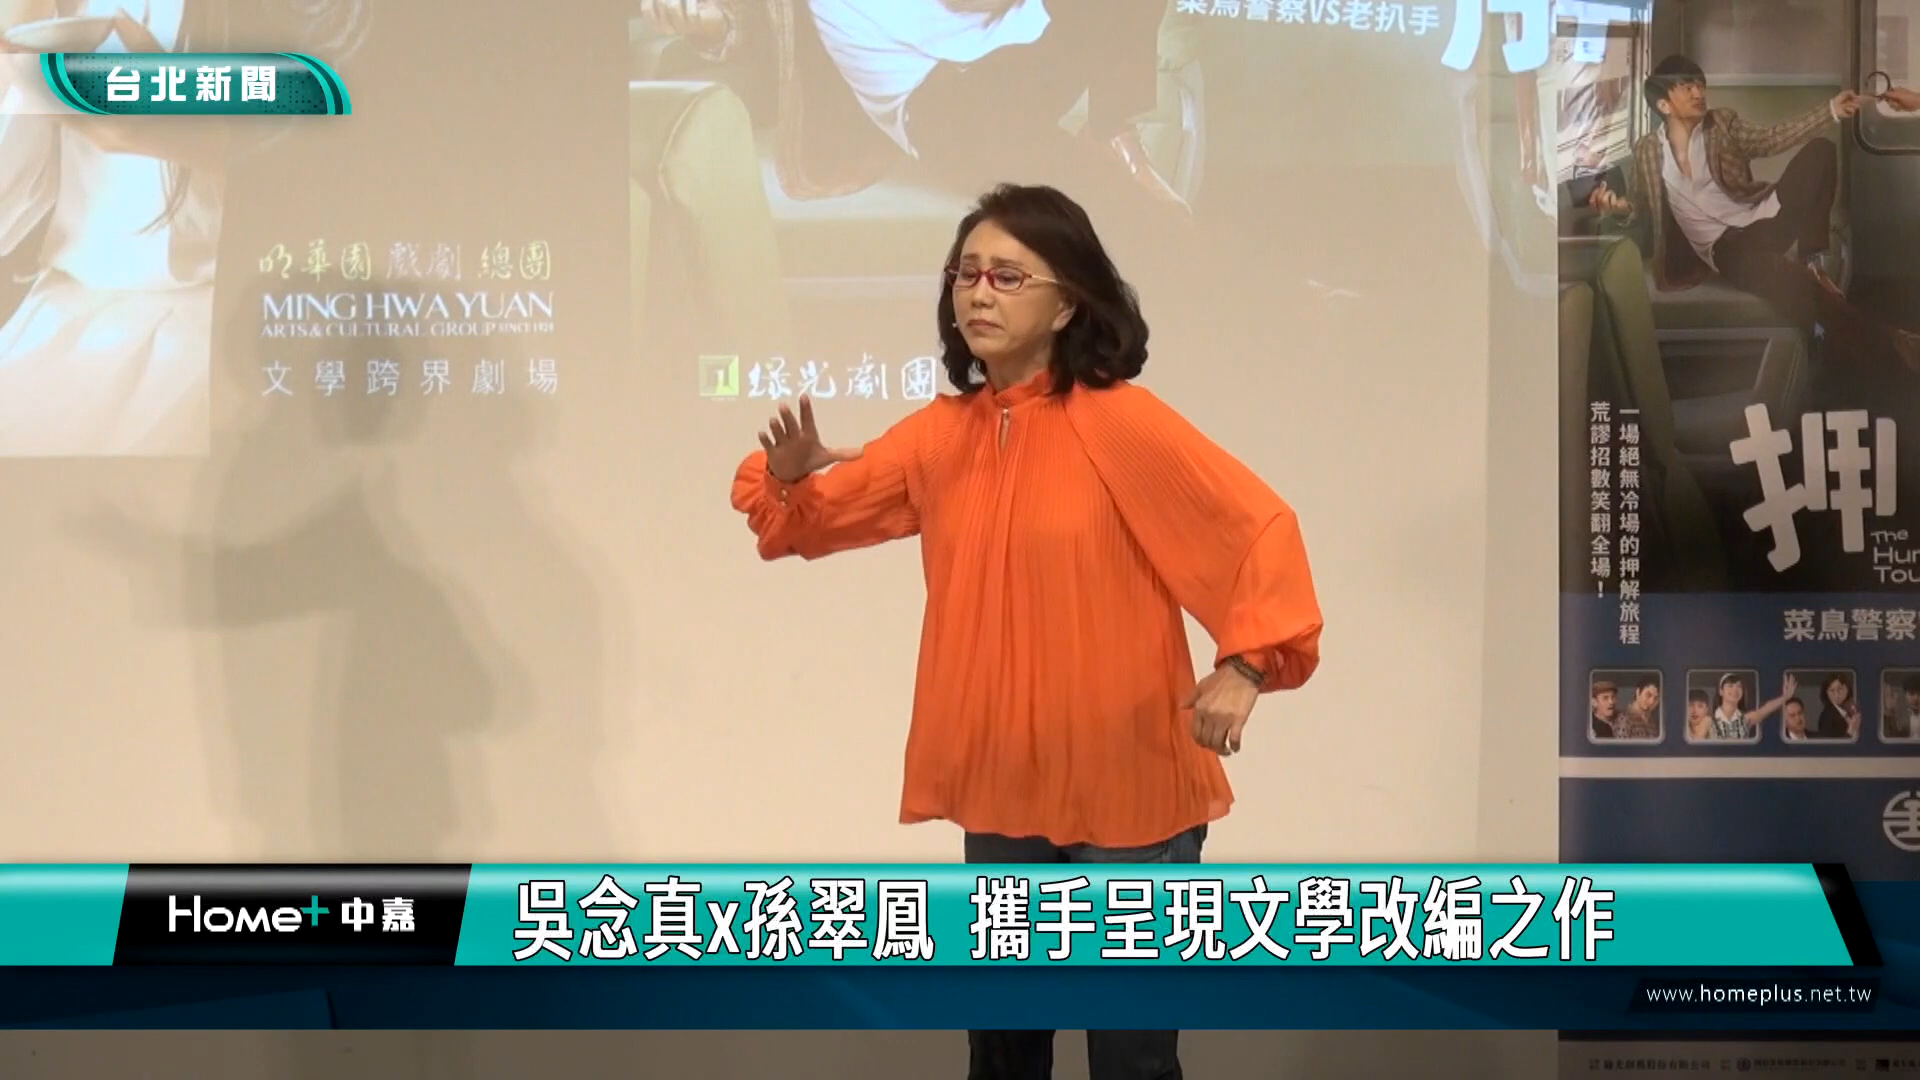 菜鳥警察VS老扒手
台北新聞
明華園戲劇總團
MING HWA YUAN
ARTS & CULTURAL GROUP SINCE 1929
文學跨界劇場
綠光劇團
一場絕無冷場的押解旅程
荒謬招數笑翻全場！
押
The
Hur
Tou
菜鳥警察
Home+中嘉
吳念真x孫翠鳳 攜手呈現文學改編之作
www.homeplus.net.tw